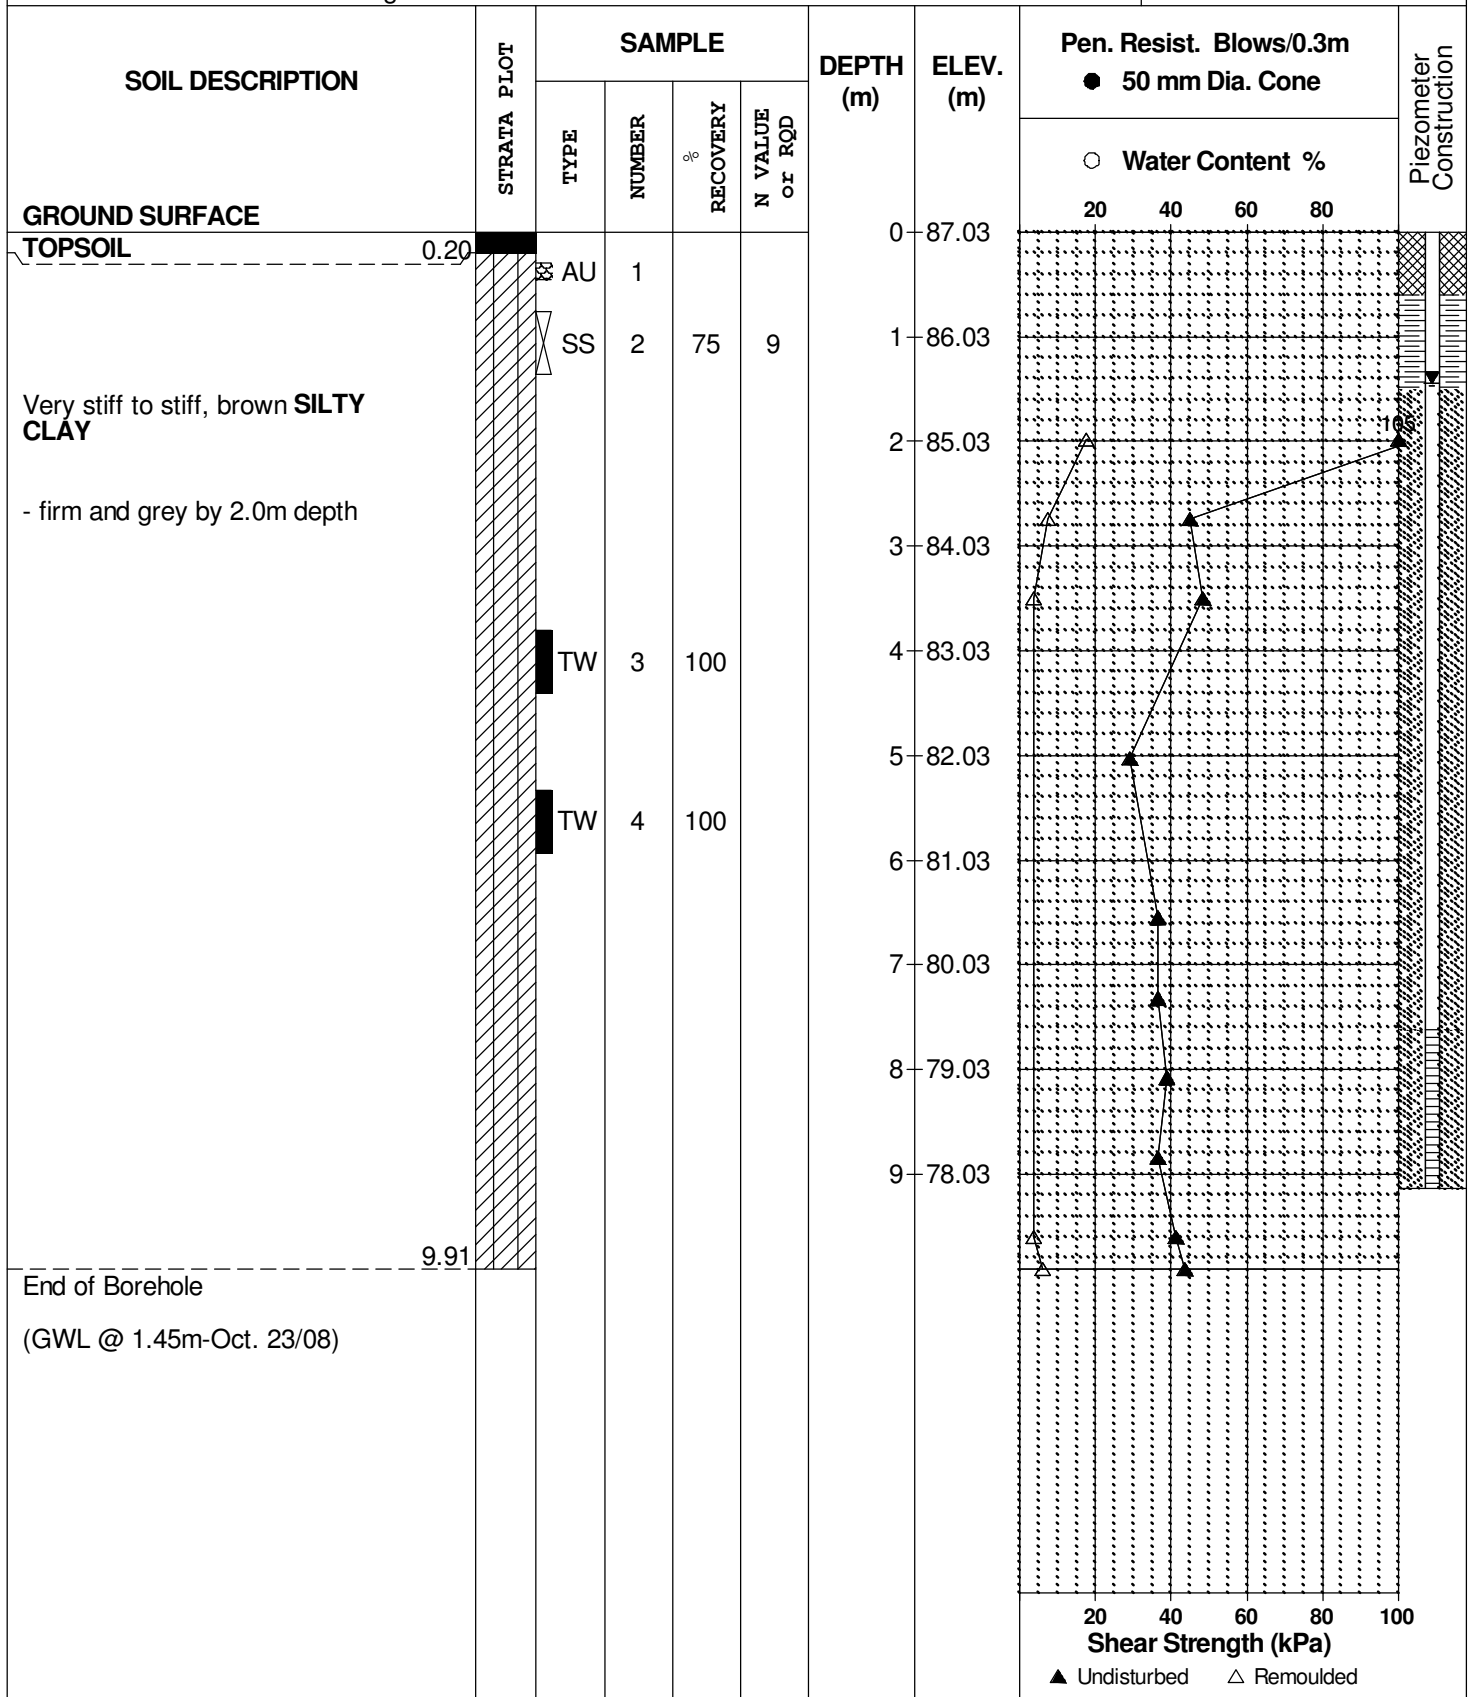 SOIL DESCRIPTION
STRATA PLOT
SAMPLE
TYPE
NUMBER
% RECOVERY
N VALUE or RQD
DEPTH (m)
ELEV. (m)
Pen. Resist. Blows/0.3m
● 50 mm Dia. Cone
○ Water Content %
20 40 60 80
Piezometer Construction
GROUND SURFACE
0 87.03
TOPSOIL 0.20
AU 1
SS 2 75 9
1 86.03
Very stiff to stiff, brown SILTY
CLAY
105
2 85.03
- firm and grey by 2.0m depth
3 84.03
TW 3 100
4 83.03
5 82.03
TW 4 100
6 81.03
7 80.03
8 79.03
9 78.03
9.91
End of Borehole
(GWL @ 1.45m-Oct. 23/08)
20 40 60 80 100
Shear Strength (kPa)
▲ Undisturbed △ Remoulded